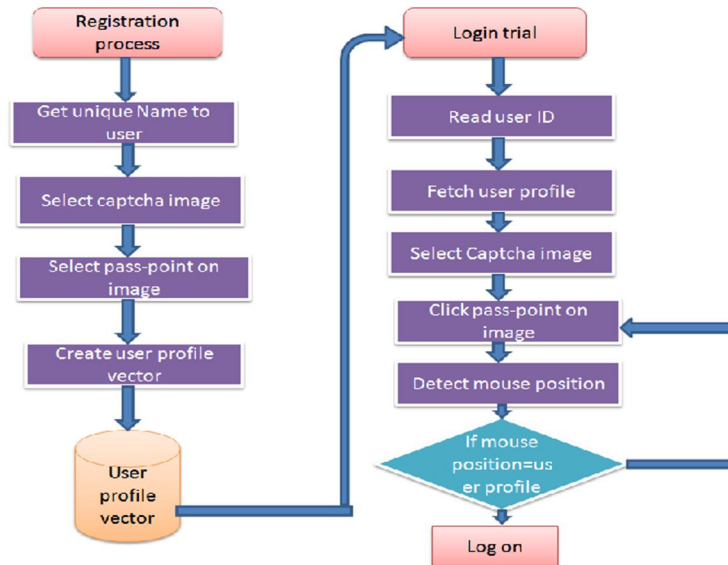 Registration
process
Get unique Name to
user
Select captcha image
Select pass-point on
image
Create user profile
vector
User
profile
vector
Login trial
Read user ID
Fetch user profile
Select Captcha image
Click pass-point on
image
Detect mouse position
If mouse
position=us
er profile
Log on